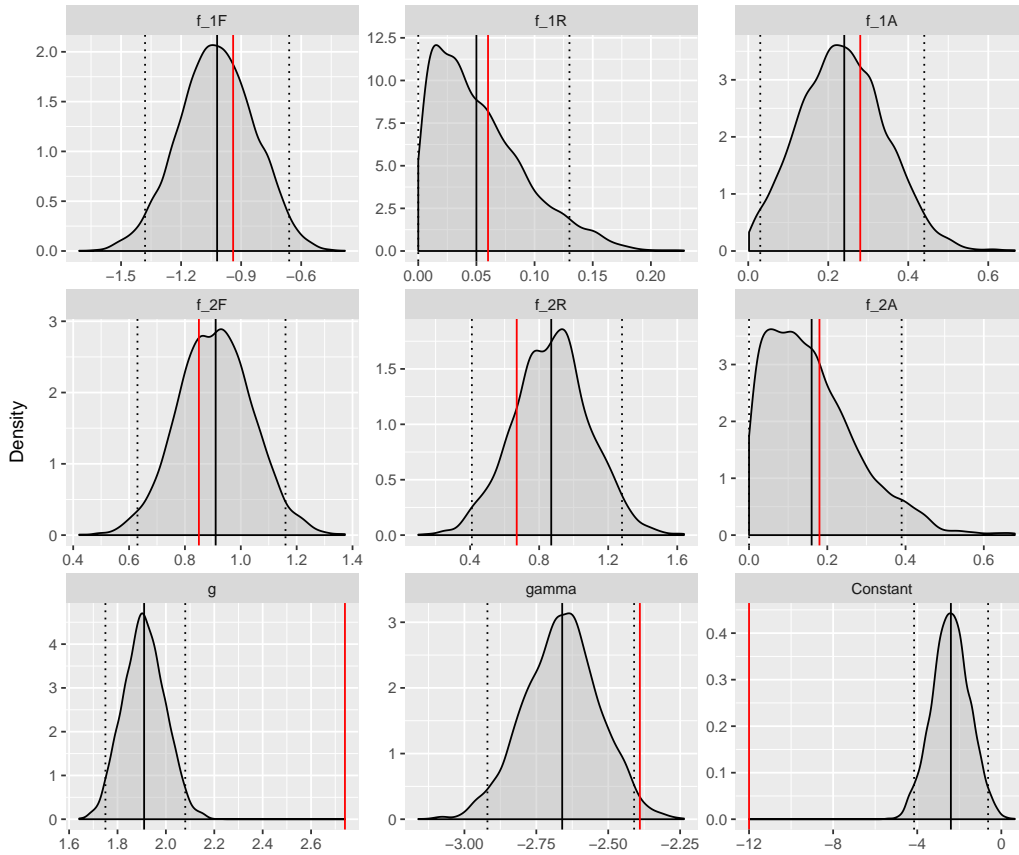 f_1F f_1R f_1A
2.0 1.5 1.0 0.5 0.0
12.5 10.0 7.5 5.0 2.5 0.0
3 2 1 0
−1.5 −1.2 −0.9 −0.6
0.00 0.05 0.10 0.15 0.20
0.0 0.2 0.4 0.6
f_2F f_2R f_2A
Density
3 2 1 0
1.5 1.0 0.5 0.0
3 2 1 0
0.4 0.6 0.8 1.0 1.2 1.4
0.4 0.8 1.2 1.6
0.0 0.2 0.4 0.6
g gamma Constant
4 3 2 1 0
3 2 1 0
0.4 0.3 0.2 0.1 0.0
1.6 1.8 2.0 2.2 2.4 2.6
−3.00 −2.75 −2.50 −2.25
−12 −8 −4 0